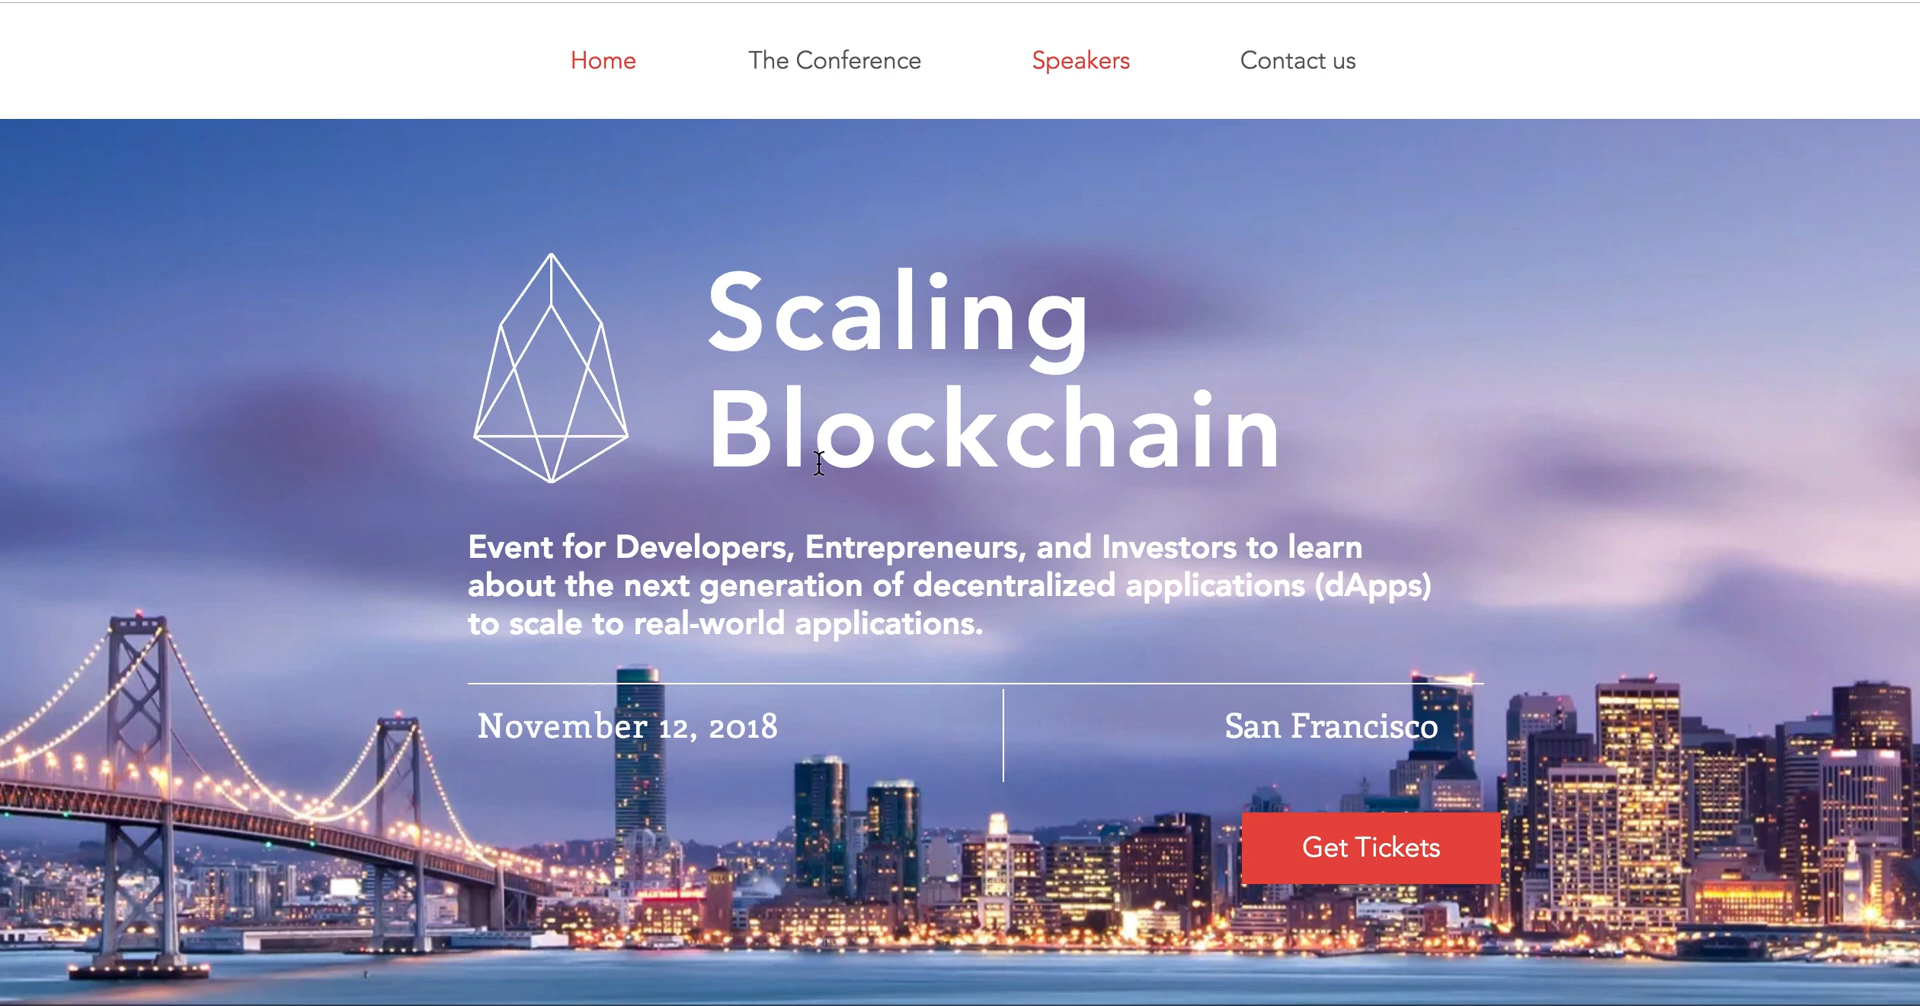 Home
The Conference
Speakers
Contact us
Scaling
Blockchain
Event for Developers, Entrepreneurs, and Investors to learn
about the next generation of decentralized applications (dApps)
to scale to real-world applications.
November 12, 2018
San Francisco
Get Tickets